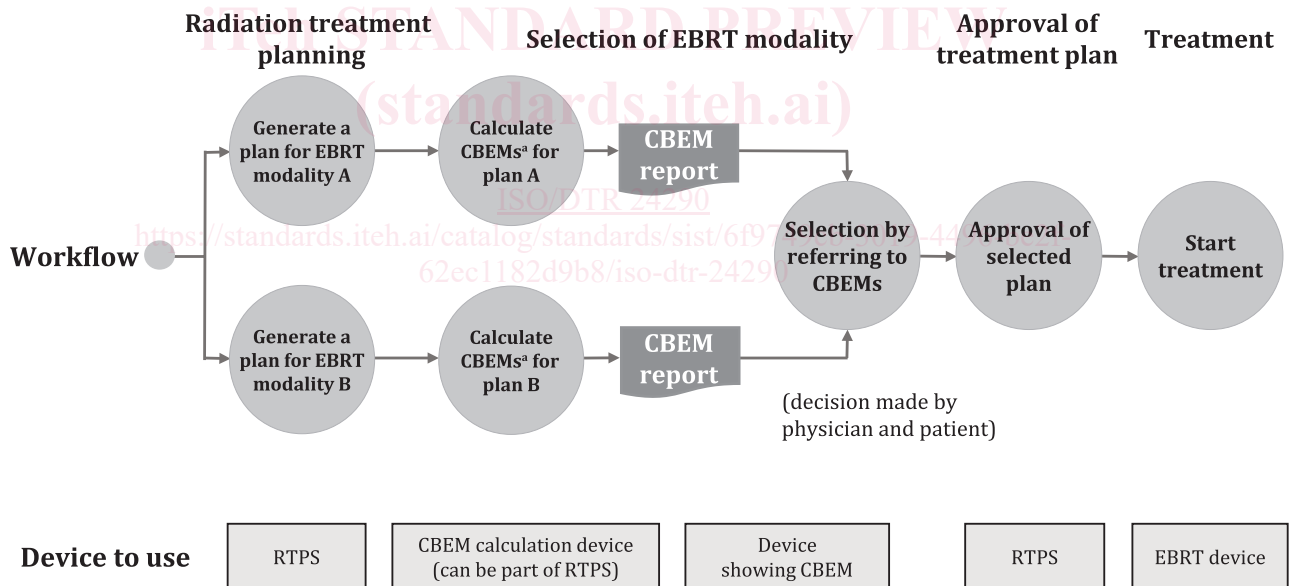 Radiation treatment
planning
Selection of EBRT modality
Approval of
treatment plan
Treatment
iTeh STANDARD PREVIEW
(standards.iteh.ai)
Generate a
plan for EBRT
modality A
Calculate
CBEMsᵃ for
plan A
CBEM
report
ISO/DTR 24290
https://standards.iteh.ai/catalog/standards/sist/
62ec1182d9b8/iso-dtr-24290
Workflow
Selection by
referring to
CBEMs
Approval of
selected
plan
Start
treatment
Generate a
plan for EBRT
modality B
Calculate
CBEMsᵃ for
plan B
CBEM
report
(decision made by
physician and patient)
Device to use
RTPS
CBEM calculation device
(can be part of RTPS)
Device
showing CBEM
RTPS
EBRT device